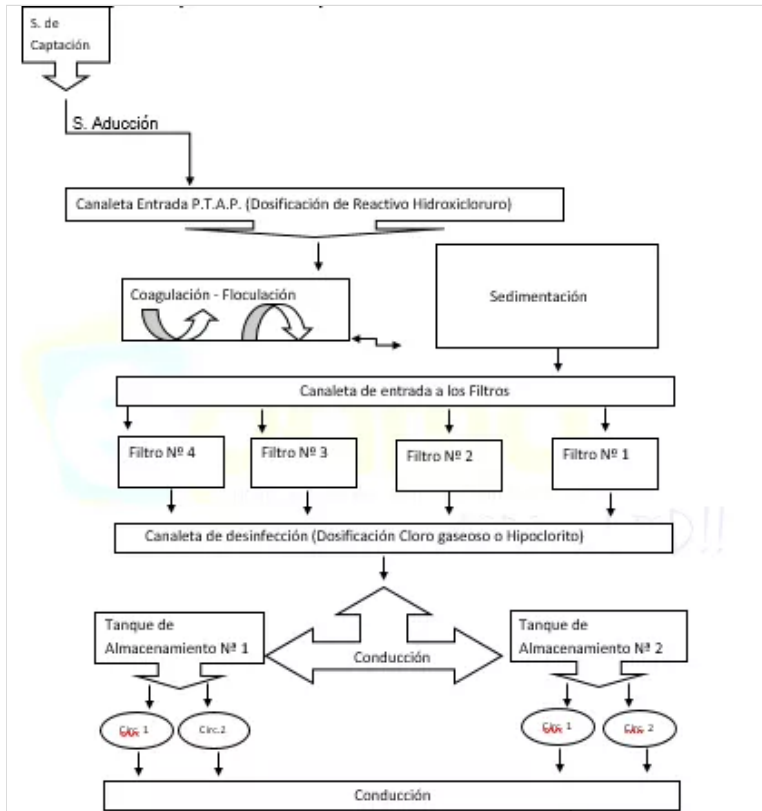 S. de
Captación
S. Aducción
Canaleta Entrada P.T.A.P. (Dosificación de Reactivo Hidroxicloruro)
Coagulación - Floculación
Sedimentación
Canaleta de entrada a los Filtros
Filtro Nº 4
Filtro Nº 3
Filtro Nº 2
Filtro Nº 1
Canaleta de desinfección (Dosificación Cloro gaseoso o Hipoclorito)
Tanque de
Almacenamiento Nª 1
Conducción
Tanque de
Almacenamiento Nª 2
Circ. 1
Circ.2
Circ. 1
Circ. 2
Conducción